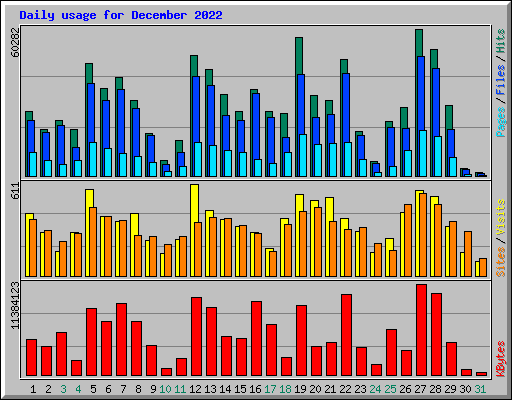 Daily usage for December 2022
60282
Pages / Files / Hits
611
Sites / Visits
11384123
KBytes
1 2 3 4 5 6 7 8 9 10 11 12 13 14 15 16 17 18 19 20 21 22 23 24 25 26 27 28 29 30 31